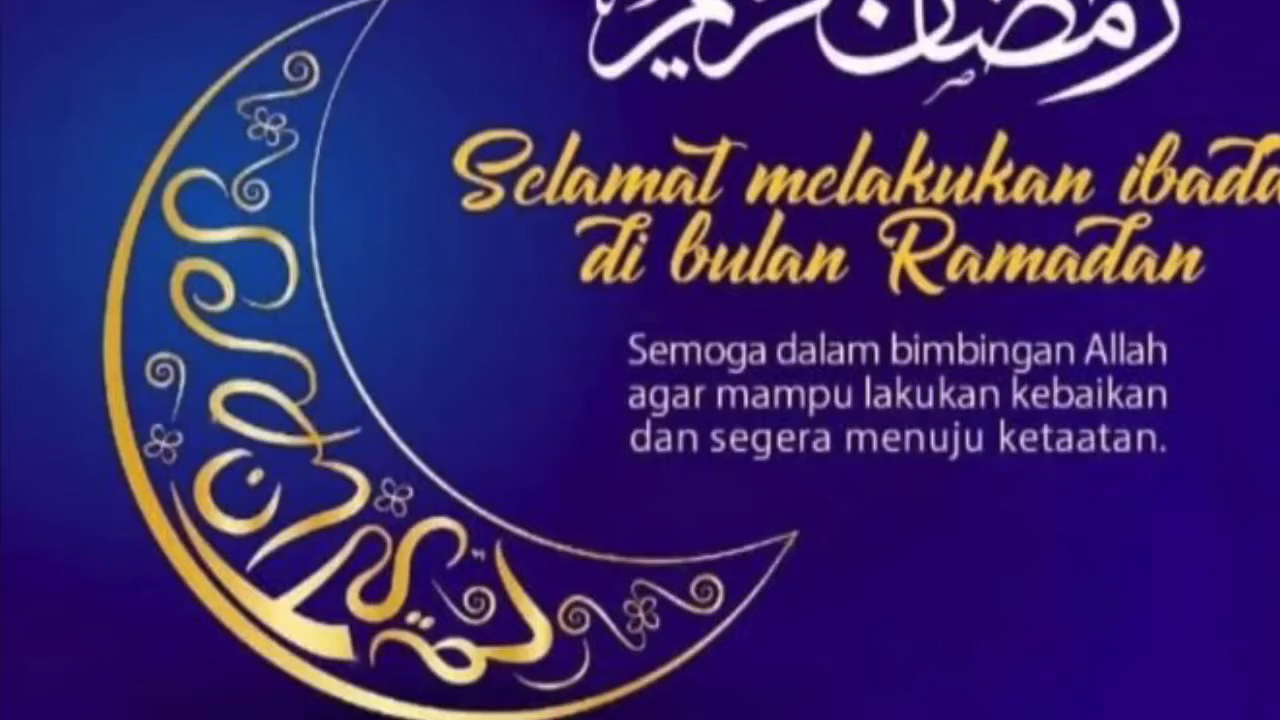 رمضان كريم
Selamat melakukan ibada
di bulan Ramadan
Semoga dalam bimbingan Allah
agar mampu lakukan kebaikan
dan segera menuju ketaatan.